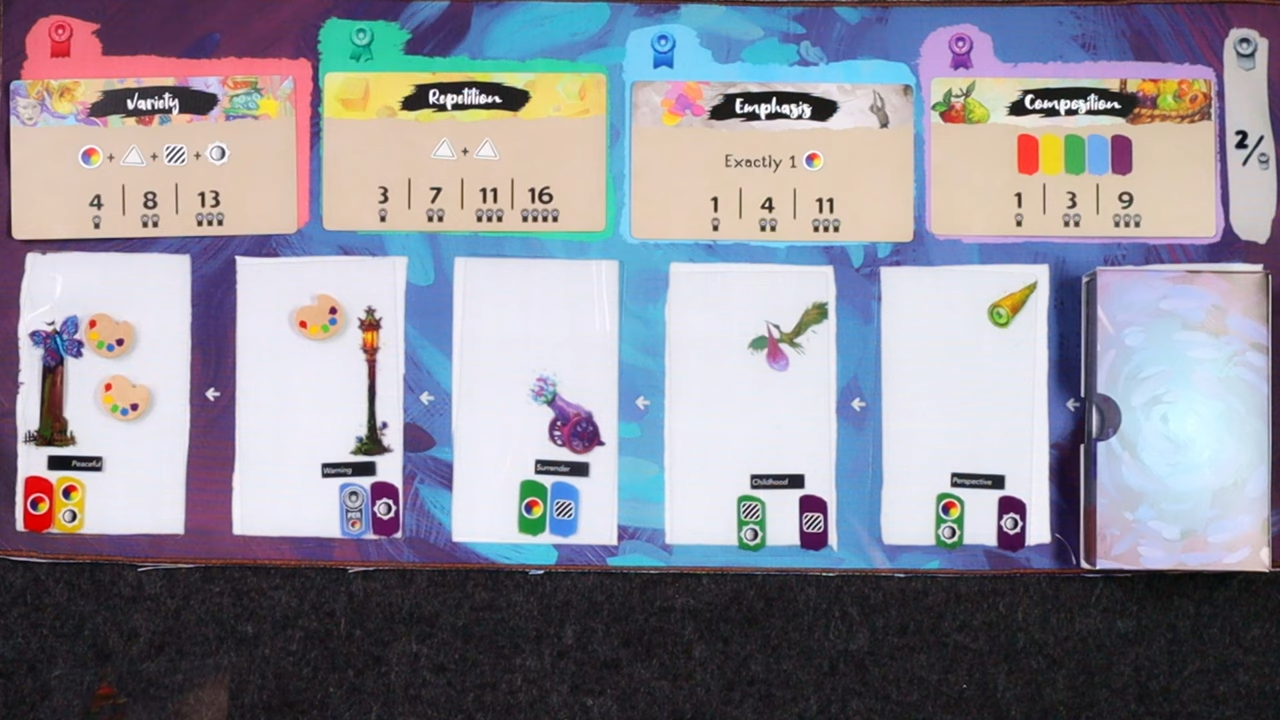 Variety
+ + +
4 8 13
Repetition
+
3 7 11 16
Emphasis
Exactly 1
1 4 11
Composition
1 3 9
2/
Peaceful
Warning
PER
Surrender
Childhood
Perspective